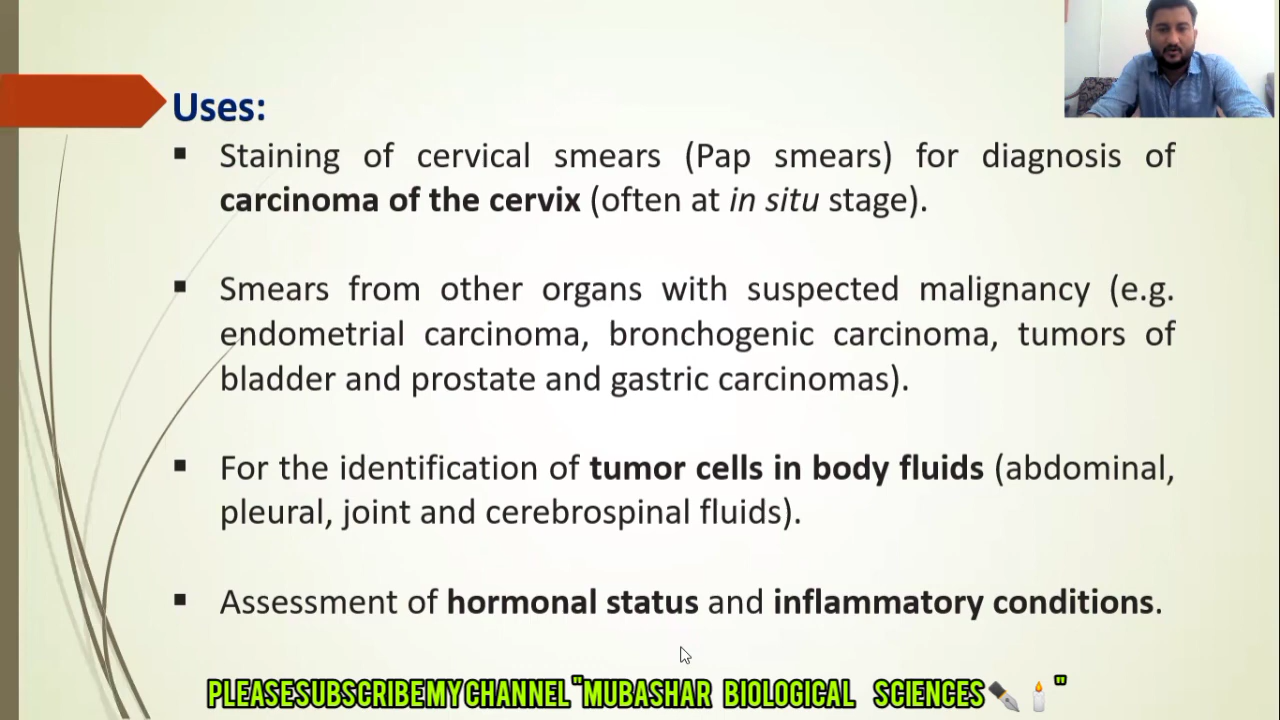 Uses:
▪ Staining of cervical smears (Pap smears) for diagnosis of
carcinoma of the cervix (often at in situ stage).
▪ Smears from other organs with suspected malignancy (e.g.
endometrial carcinoma, bronchogenic carcinoma, tumors of
bladder and prostate and gastric carcinomas).
▪ For the identification of tumor cells in body fluids (abdominal,
pleural, joint and cerebrospinal fluids).
▪ Assessment of hormonal status and inflammatory conditions.
PLEASE SUBSCRIBE MY CHANNEL "MUBASHAR BIOLOGICAL SCIENCES✒️🕯️"